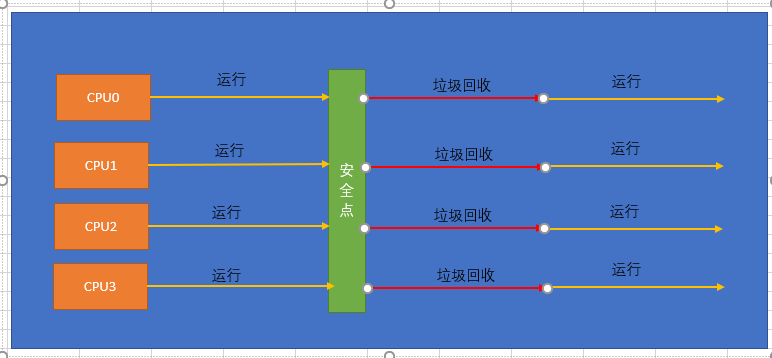 CPU0 运行 垃圾回收 运行
CPU1 运行 垃圾回收 运行
安全点
CPU2 运行 垃圾回收 运行
CPU3 运行 垃圾回收 运行